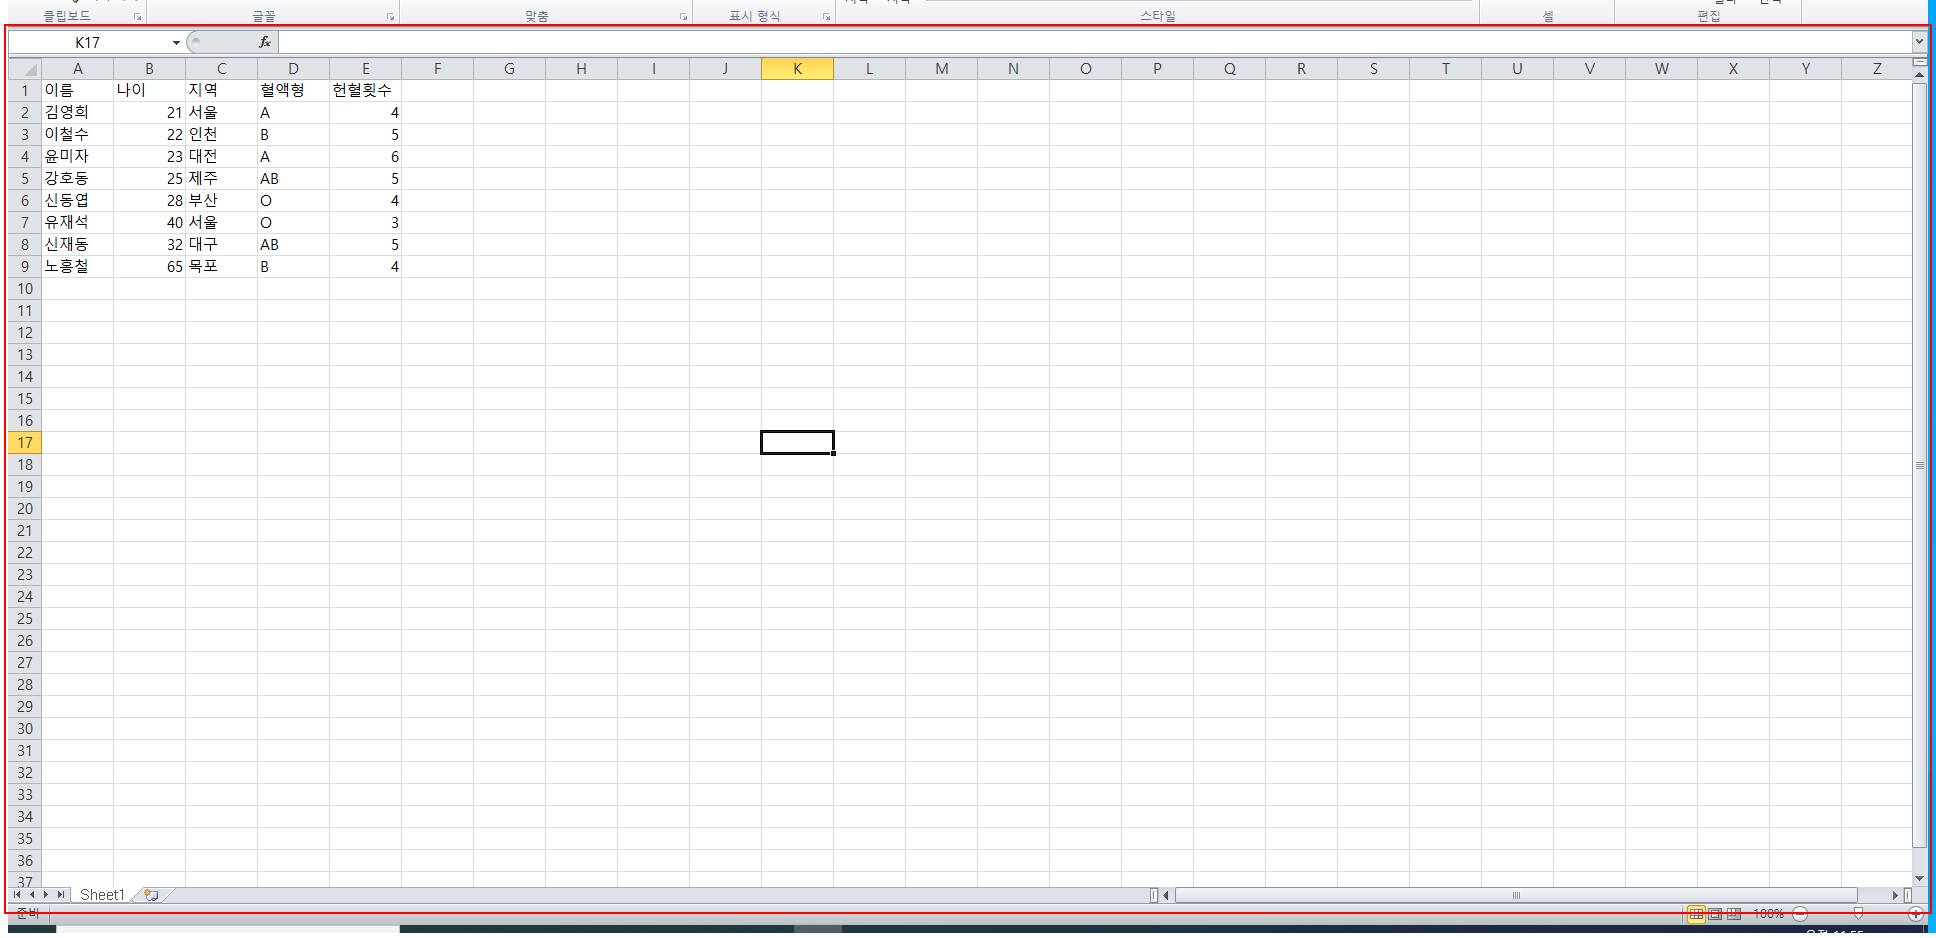 클립보드 글꼴 맞춤 표시 형식 스타일 셀 편집
K17 fx
A B C D E F G H I J K L M N O P Q R S T U V W X Y Z
1 이름 나이 지역 혈액형 헌혈횟수
2 김영희 21 서울 A 4
3 이철수 22 인천 B 5
4 윤미자 23 대전 A 6
5 강호동 25 제주 AB 5
6 신동엽 28 부산 O 4
7 유재석 40 서울 O 3
8 신재동 32 대구 AB 5
9 노홍철 65 목포 B 4
10
11
12
13
14
15
16
17
18
19
20
21
22
23
24
25
26
27
28
29
30
31
32
33
34
35
36
37
Sheet1
준비 100%